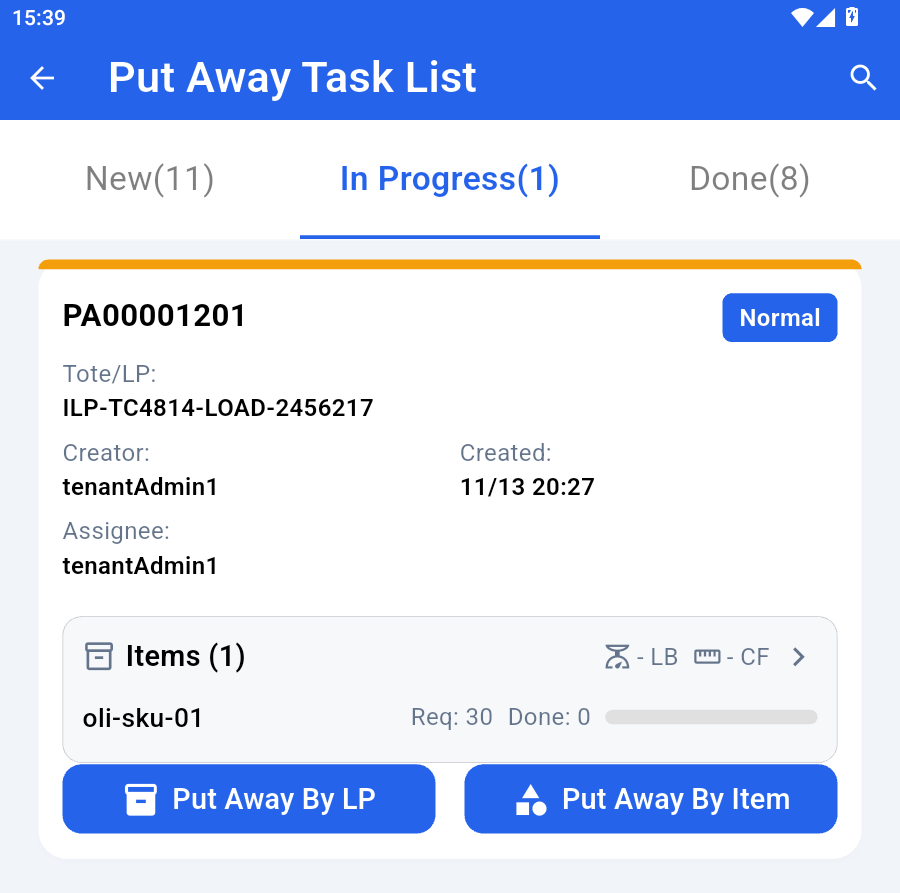 15:39
Put Away Task List
New(11) In Progress(1) Done(8)
PA00001201 Normal
Tote/LP:
ILP-TC4814-LOAD-2456217
Creator: Created:
tenantAdmin1 11/13 20:27
Assignee:
tenantAdmin1
Items (1) - LB - CF
oli-sku-01 Req: 30 Done: 0
Put Away By LP Put Away By Item